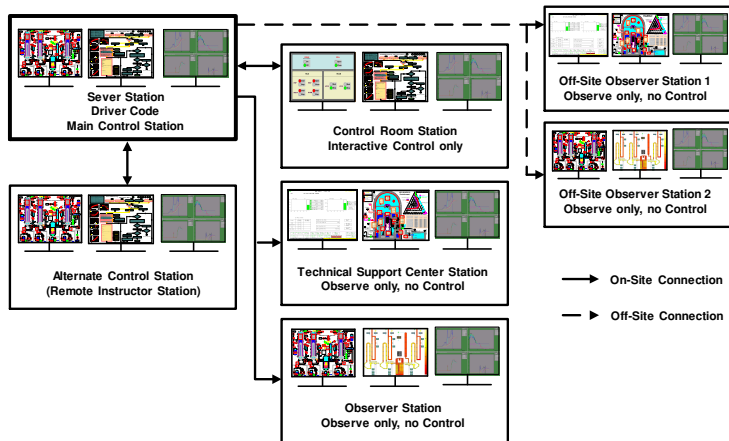 Sever Station
Driver Code
Main Control Station
Control Room Station
Interactive Control only
Off-Site Observer Station 1
Observe only, no Control
Off-Site Observer Station 2
Observe only, no Control
Alternate Control Station
(Remote Instructor Station)
Technical Support Center Station
Observe only, no Control
Observer Station
Observe only, no Control
On-Site Connection
Off-Site Connection